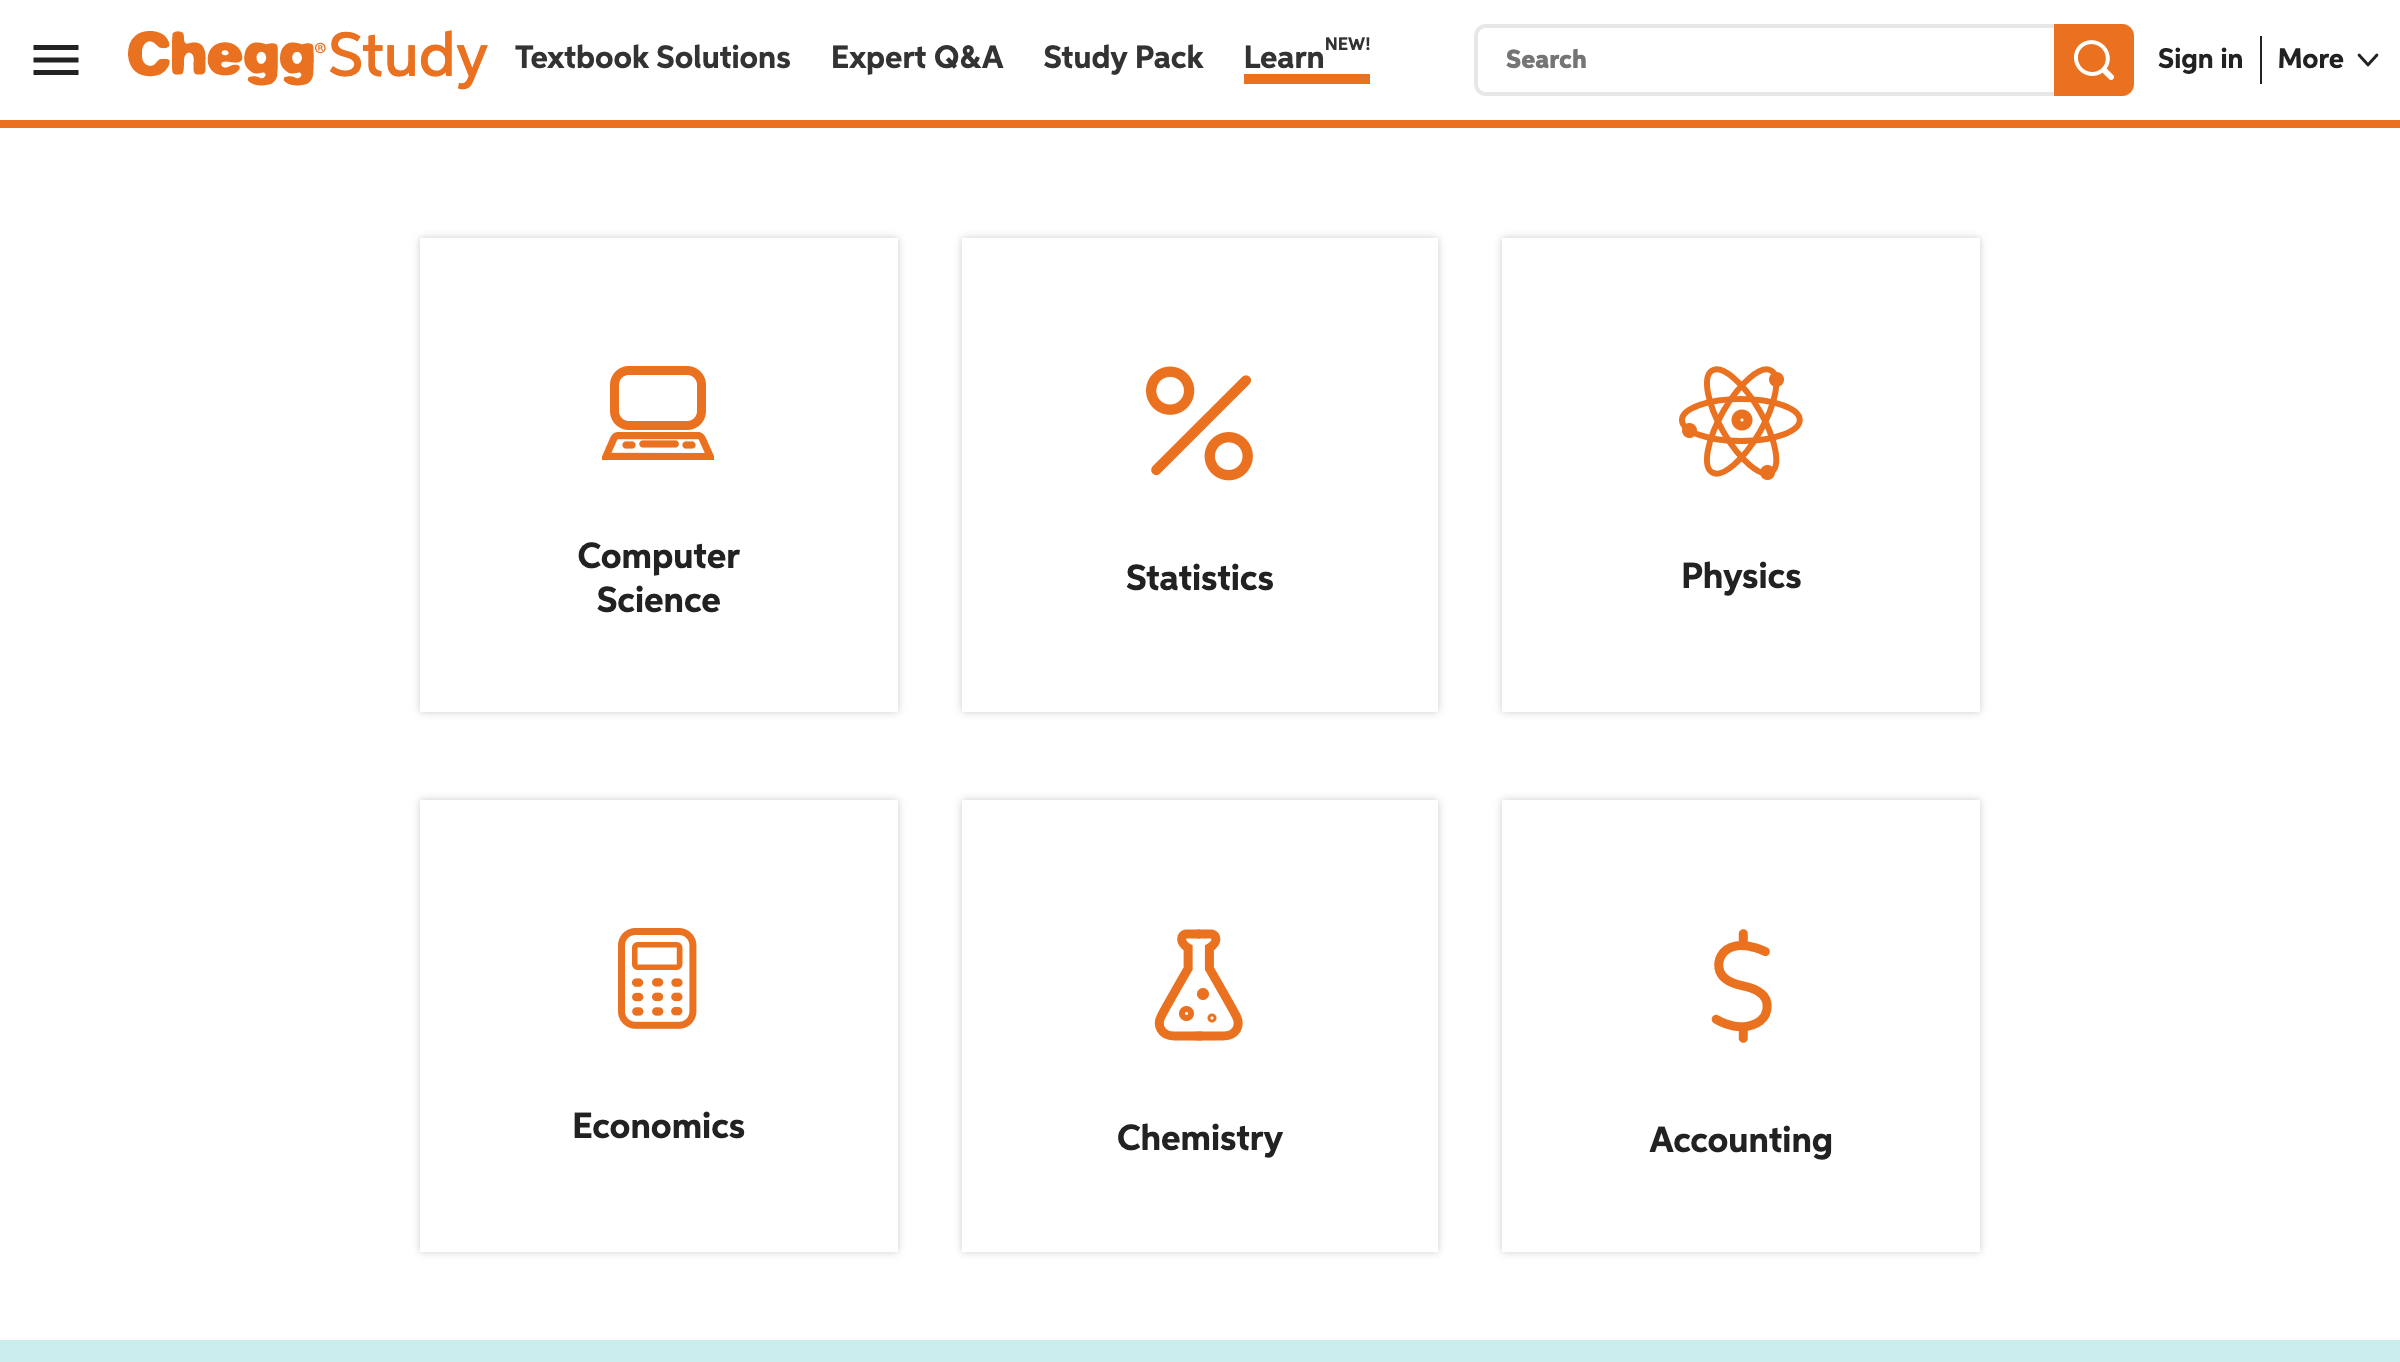 Chegg® Study
Textbook Solutions
Expert Q&A
Study Pack
Learn NEW!
Search
Sign in
More
Computer
Science
Statistics
Physics
Economics
Chemistry
Accounting